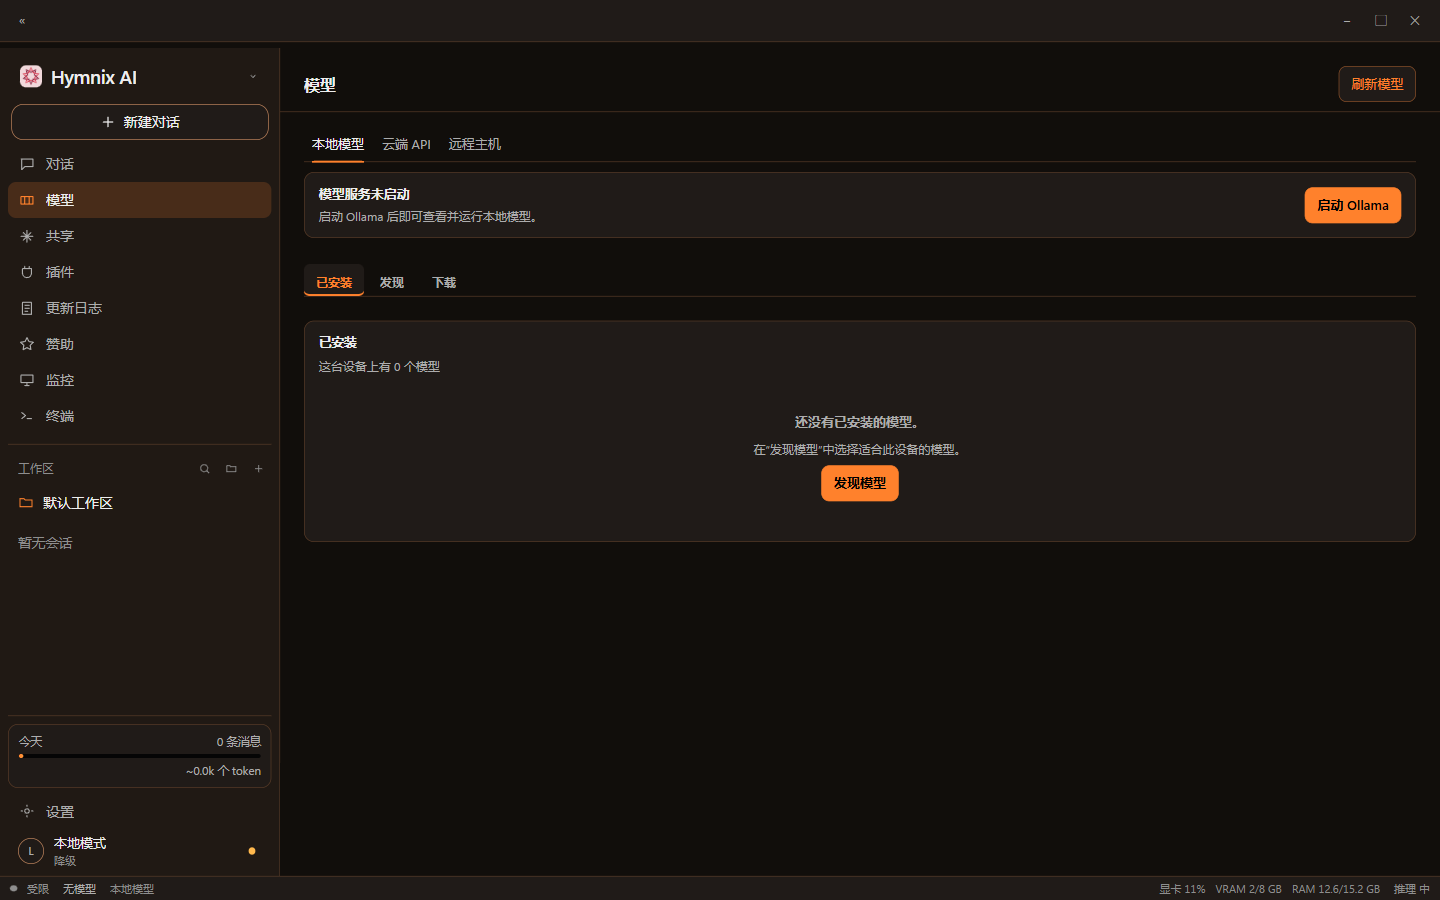 «
Hymnix AI
+ 新建对话
对话
模型
共享
插件
更新日志
赞助
监控
终端
工作区
默认工作区
暂无会话
今天 0 条消息
~0.0k 个 token
设置
L 本地模式
降级
模型 刷新模型
本地模型 云端 API 远程主机
模型服务未启动
启动 Ollama 后即可查看并运行本地模型。
启动 Ollama
已安装 发现 下载
已安装
这台设备上有 0 个模型
还没有已安装的模型。
在“发现模型”中选择适合此设备的模型。
发现模型
受限 无模型 本地模型 显卡 11% VRAM 2/8 GB RAM 12.6/15.2 GB 推理 中